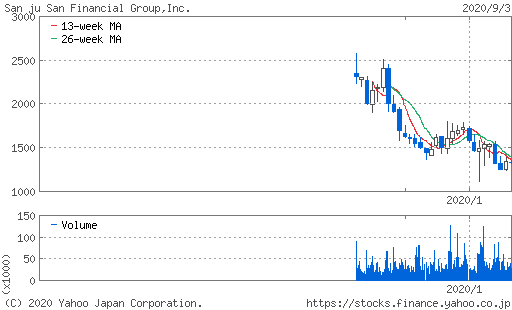 San ju San Financial Group,Inc. 2020/9/3
13-week MA
26-week MA
3000
2500
2000
1500
1000
2020/1
Volume
150
100
50
0
(x1000)
2020/1
(C) 2020 Yahoo Japan Corporation. https://stocks.finance.yahoo.co.jp/